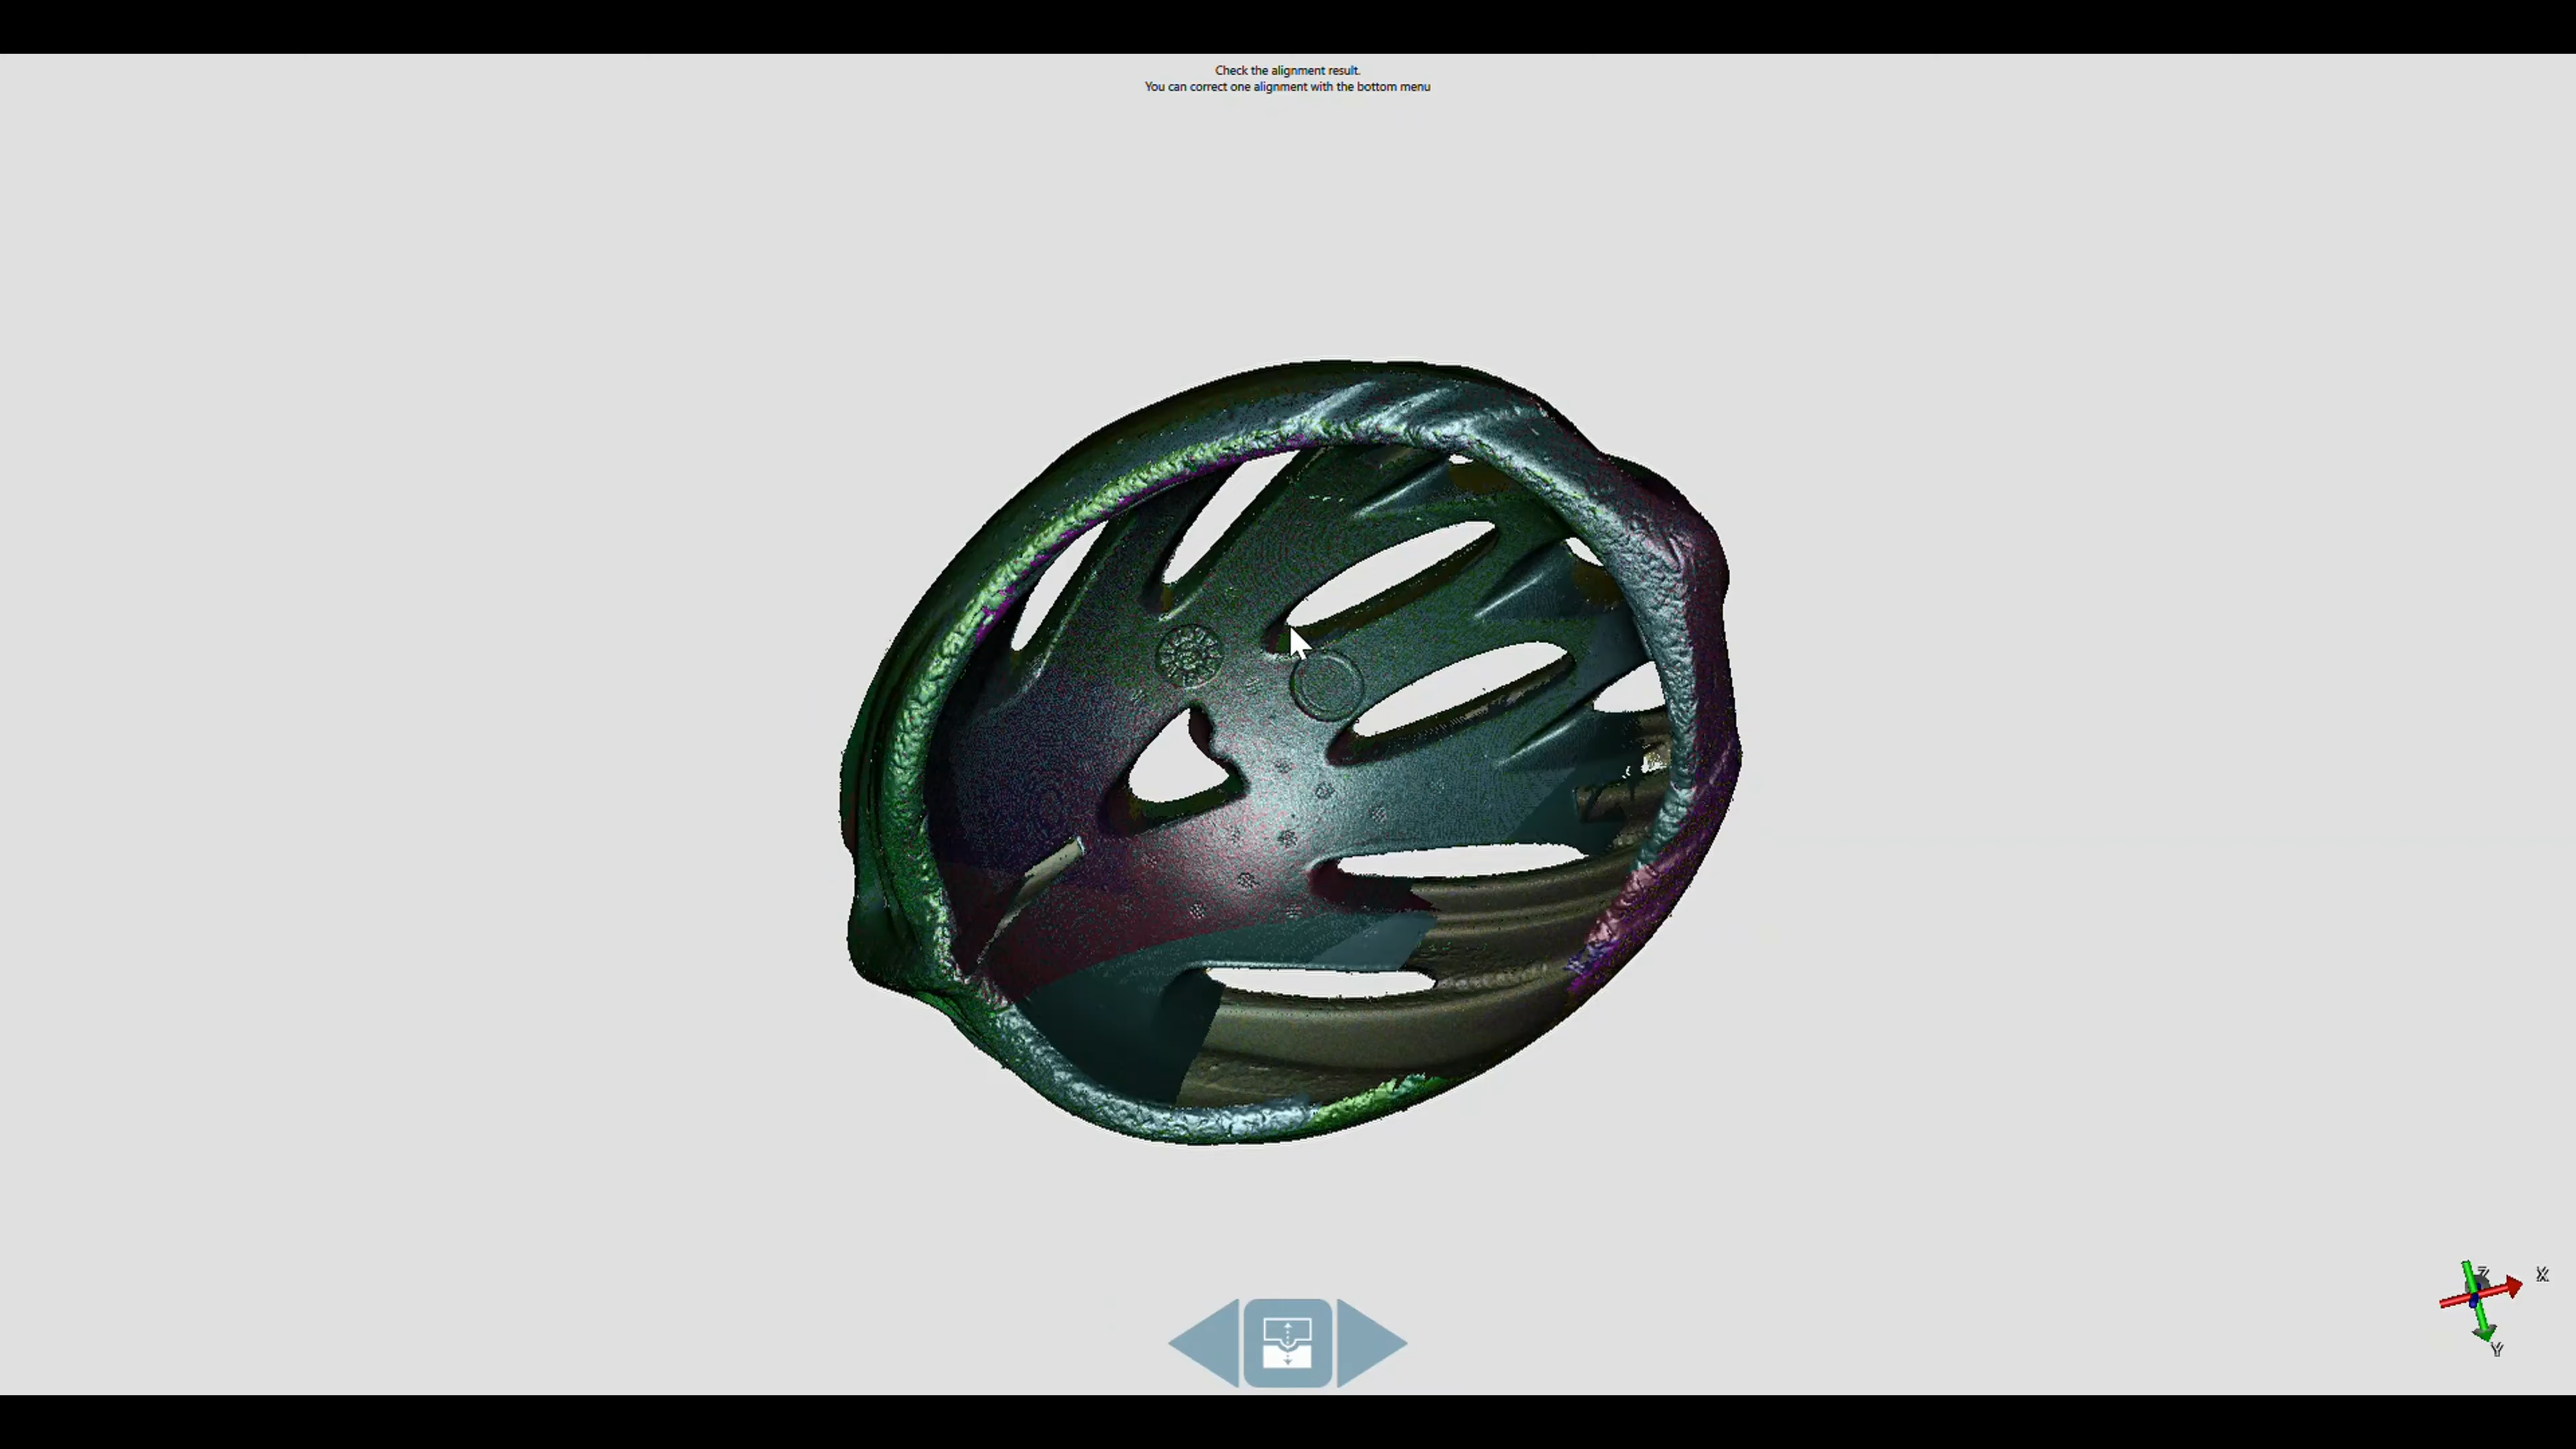 Check the alignment result.
You can correct one alignment with the bottom menu
Z
X
Y